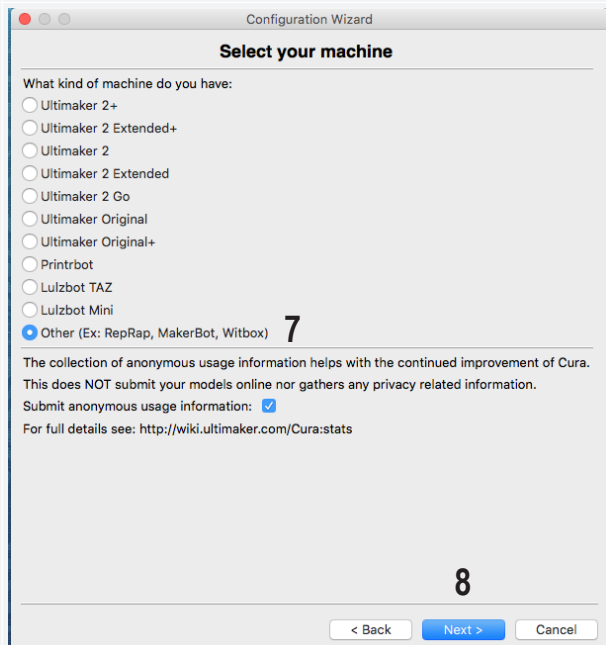 Configuration Wizard
Select your machine
What kind of machine do you have:
Ultimaker 2+
Ultimaker 2 Extended+
Ultimaker 2
Ultimaker 2 Extended
Ultimaker 2 Go
Ultimaker Original
Ultimaker Original+
Printrbot
Lulzbot TAZ
Lulzbot Mini
Other (Ex: RepRap, MakerBot, Witbox) 7
The collection of anonymous usage information helps with the continued improvement of Cura.
This does NOT submit your models online nor gathers any privacy related information.
Submit anonymous usage information:
For full details see: http://wiki.ultimaker.com/Cura:stats
8
< Back Next > Cancel